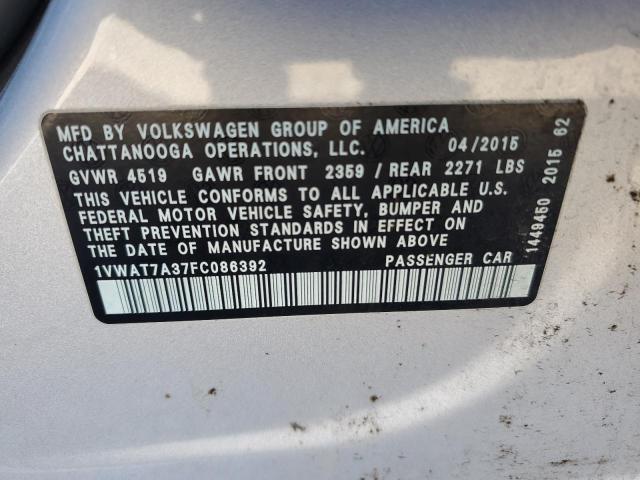 MFD BY VOLKSWAGEN GROUP OF AMERICA
CHATTANOOGA OPERATIONS, LLC. 04/2015
GVWR 4519 GAWR FRONT 2359 / REAR 2271 LBS
THIS VEHICLE CONFORMS TO ALL APPLICABLE U.S.
FEDERAL MOTOR VEHICLE SAFETY, BUMPER AND
THEFT PREVENTION STANDARDS IN EFFECT ON
THE DATE OF MANUFACTURE SHOWN ABOVE
1VWAT7A37FC086392 PASSENGER CAR
1449450 2015 62